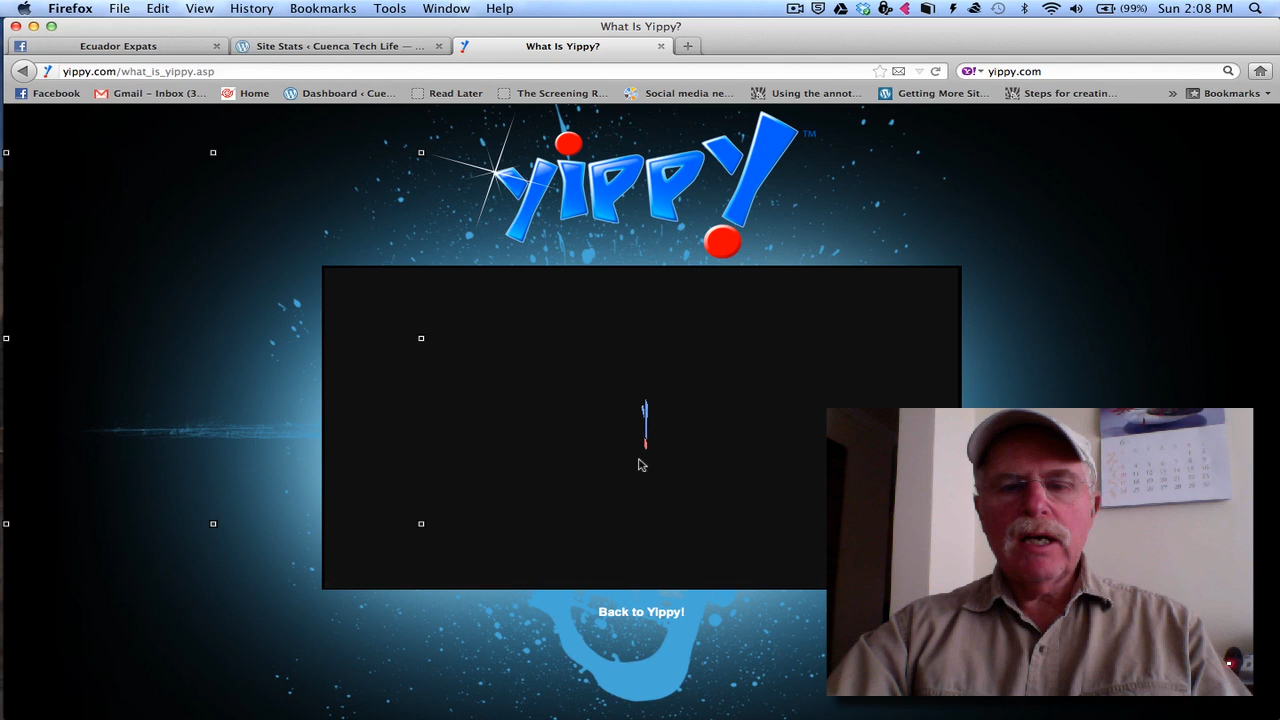 Firefox File Edit View History Bookmarks Tools Window Help (99%) Sun 2:08 PM
What Is Yippy?
Ecuador Expats Site Stats ‹ Cuenca Tech Life — ... What Is Yippy?
yippy.com/what_is_yippy.asp yippy.com
Facebook Gmail – Inbox (3... Home Dashboard ‹ Cue... Read Later The Screening R... Social media ne... Using the annot... Getting More Sit... Steps for creatin... » Bookmarks
yippy TM
Back to Yippy!